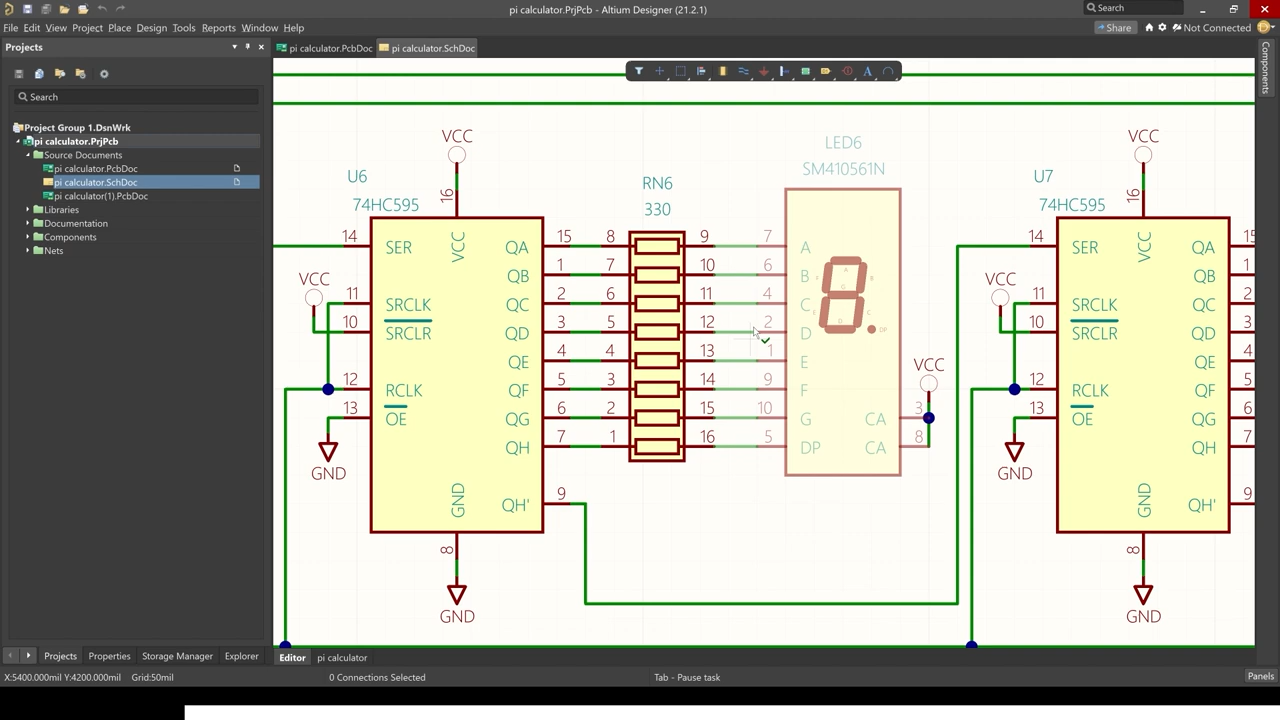 pi calculator.PrjPcb - Altium Designer (21.2.1)
Search
File Edit View Project Place Design Tools Reports Window Help
Share
Not Connected
Projects
pi calculator.PcbDoc
pi calculator.SchDoc
Components
Search
Project Group 1.DsnWrk
pi calculator.PrjPcb
Source Documents
pi calculator.PcbDoc
pi calculator.SchDoc
pi calculator(1).PcbDoc
Libraries
Documentation
Components
Nets
U6
74HC595
VCC
16
VCC
14 SER
VCC
11 SRCLK
10 SRCLR
12 RCLK
13 OE
GND
QA 15
QB 1
QC 2
QD 3
QE 4
QF 5
QG 6
QH 7
QH' 9
GND
8
GND
RN6
330
8 9
7 10
6 11
5 12
4 13
3 14
2 15
1 16
LED6
SM410561N
7 A
6 B
4 C
2 D
1 E
9 F
10 G
5 DP
CA 3
CA 8
A
B
C
D
E
F
G
DP
VCC
U7
74HC595
VCC
16
VCC
14 SER
VCC
11 SRCLK
10 SRCLR
12 RCLK
13 OE
GND
QA 15
QB 1
QC 2
QD 3
QE 4
QF 5
QG 6
QH 7
QH' 9
GND
8
GND
Projects Properties Storage Manager Explorer
Editor pi calculator
X:5400.000mil Y:4200.000mil Grid:50mil
0 Connections Selected
Tab - Pause task
Panels